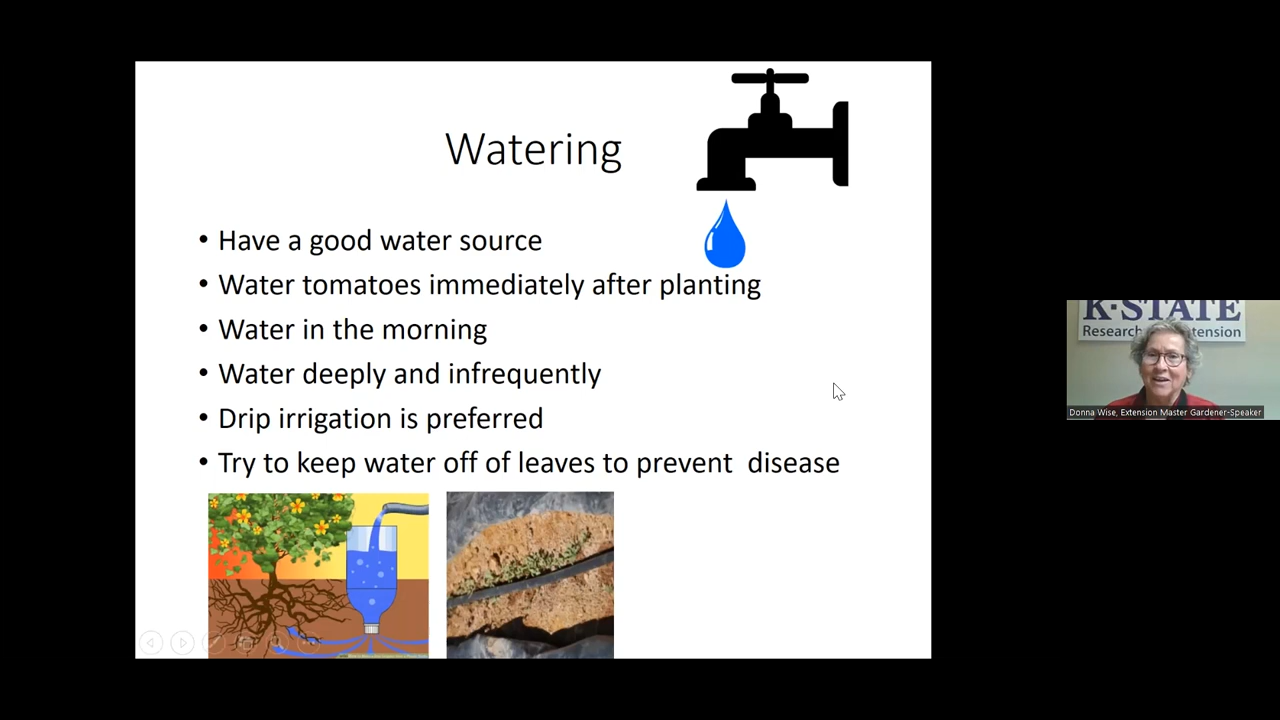 Watering
• Have a good water source
• Water tomatoes immediately after planting
• Water in the morning
• Water deeply and infrequently
• Drip irrigation is preferred
• Try to keep water off of leaves to prevent  disease
K·STATE
Research
Donna Wise, Extension Master Gardener-Speaker